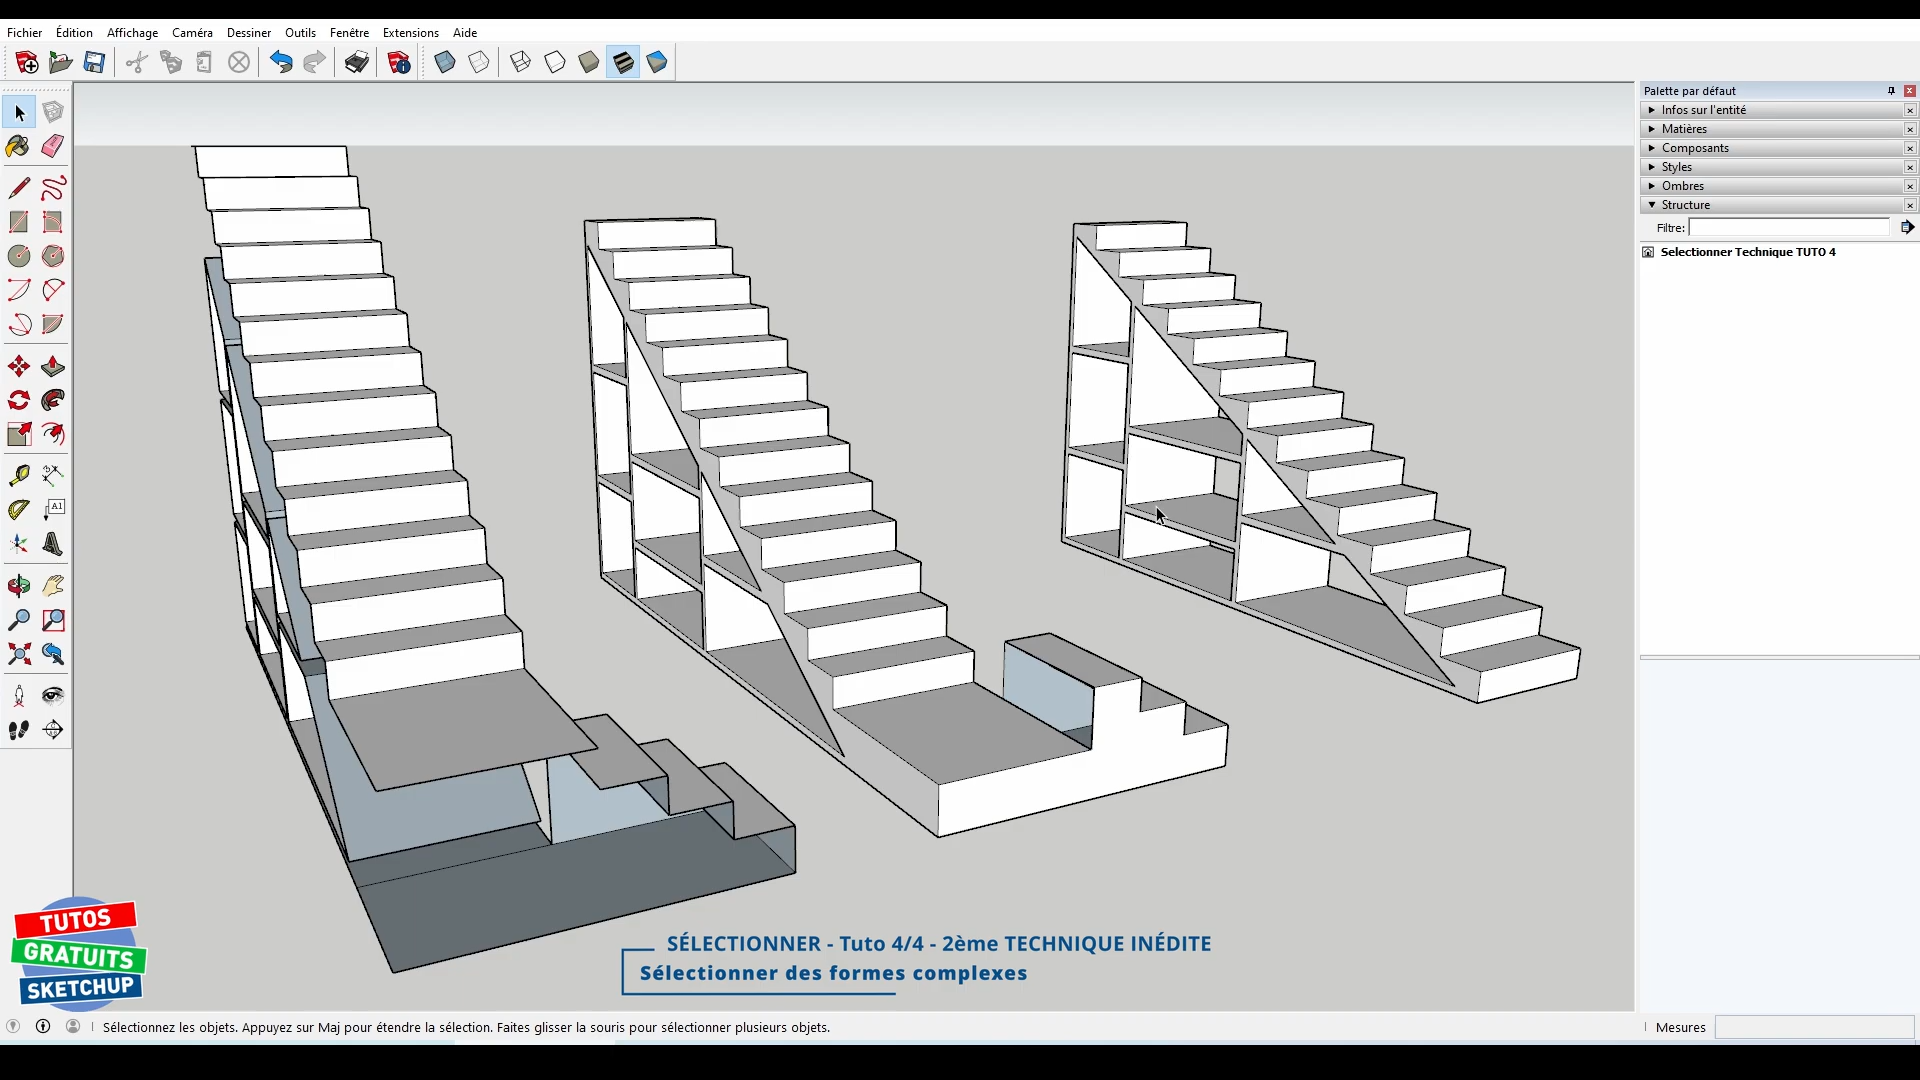 Fichier Édition Affichage Caméra Dessiner Outils Fenêtre Extensions Aide
Palette par défaut
Infos sur l'entité
Matières
Composants
Styles
Ombres
Structure
Filtre:
Selectionner Technique TUTO 4
A1
TUTOS
GRATUITS
SKETCHUP
SÉLECTIONNER - Tuto 4/4 - 2ème TECHNIQUE INÉDITE
Sélectionner des formes complexes
Sélectionnez les objets. Appuyez sur Maj pour étendre la sélection. Faites glisser la souris pour sélectionner plusieurs objets.
Mesures